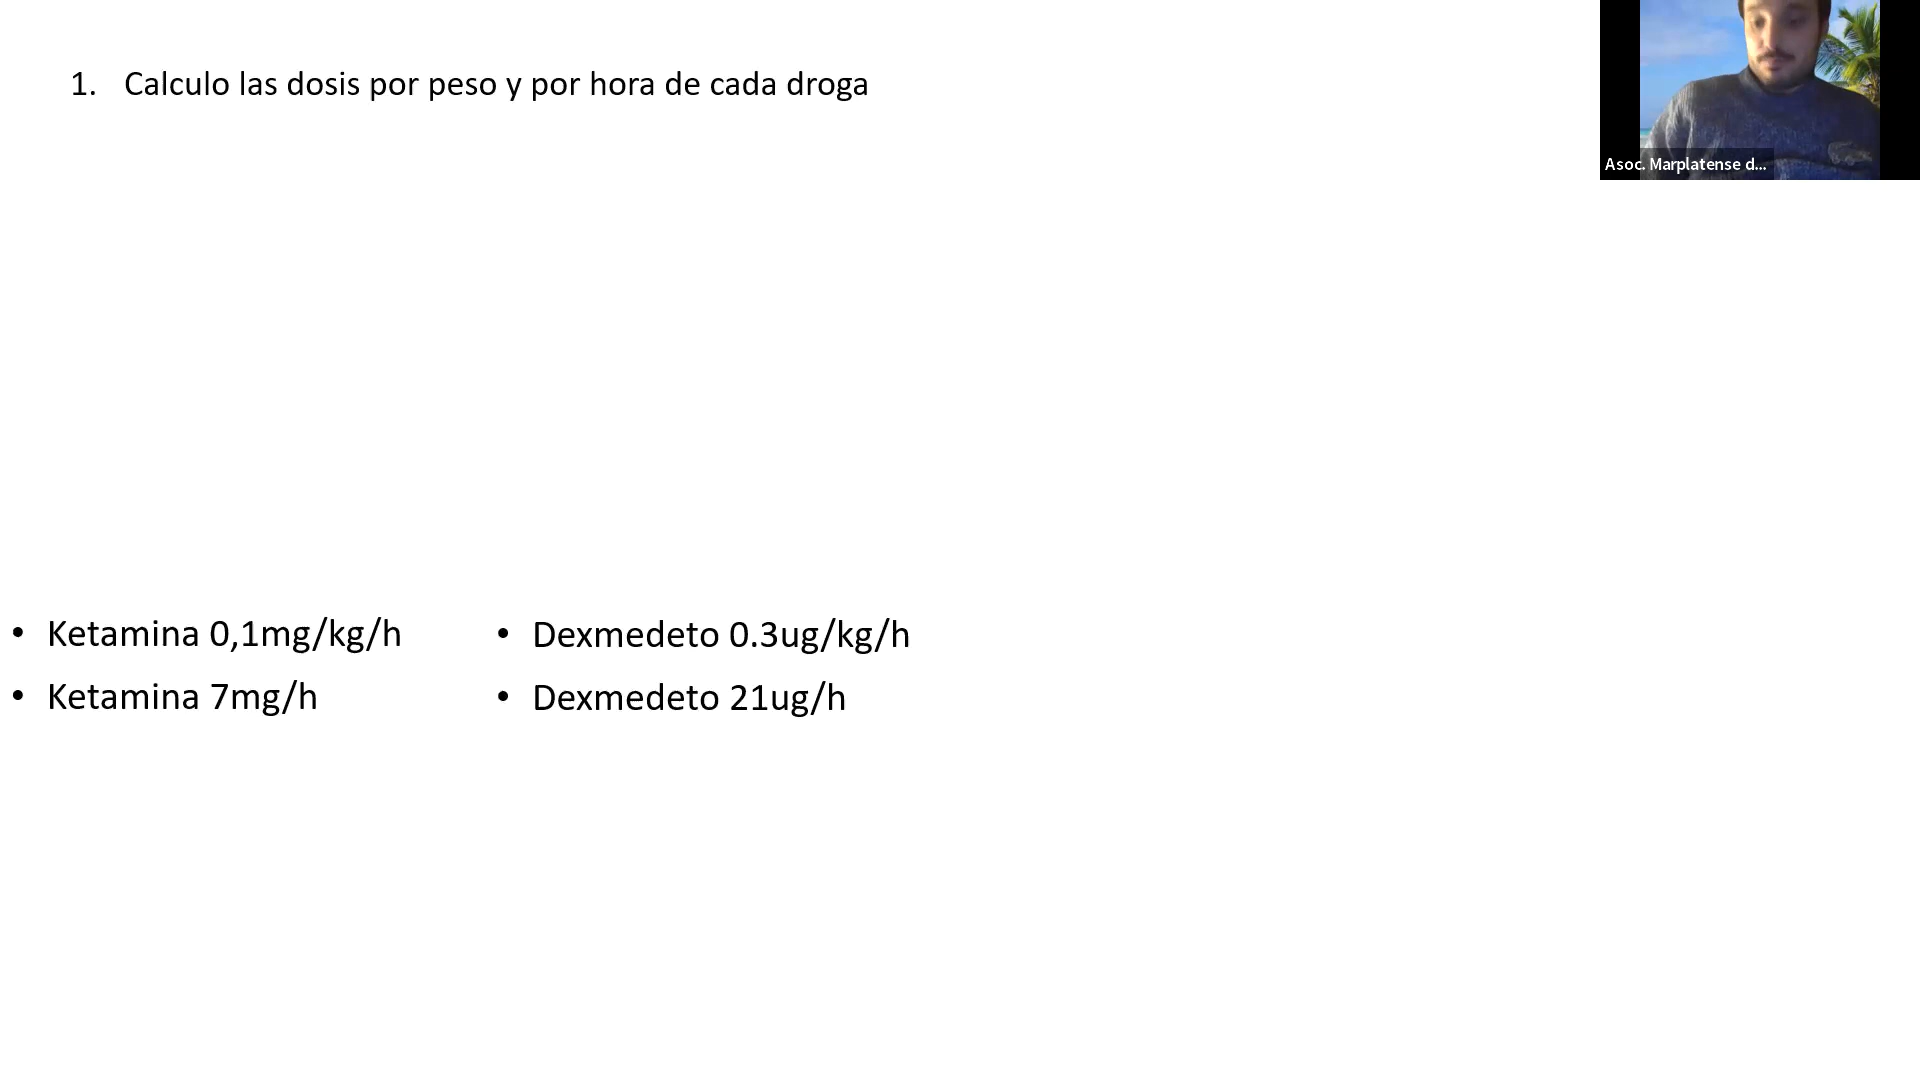 1. Calculo las dosis por peso y por hora de cada droga
Asoc. Marplatense d...
• Ketamina 0,1mg/kg/h
• Ketamina 7mg/h
• Dexmedeto 0.3ug/kg/h
• Dexmedeto 21ug/h